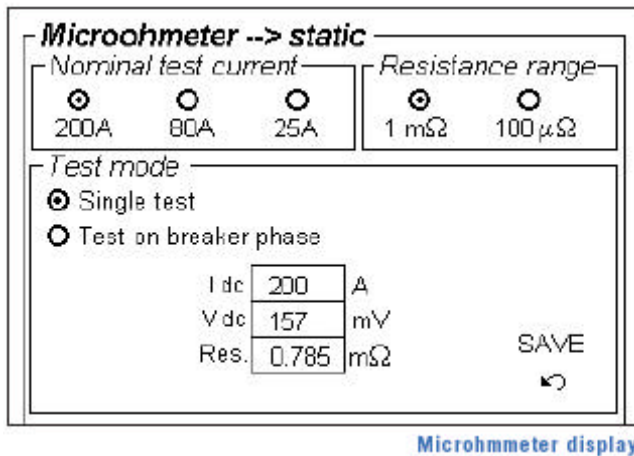 Microohmeter --> static
Nominal test current
Resistance range
200A 80A 25A
1 mΩ 100 μΩ
Test mode
Single test
Test on breaker phase
I dc 200 A
V dc 157 mV
Res. 0.785 mΩ
SAVE
Microhmmeter display